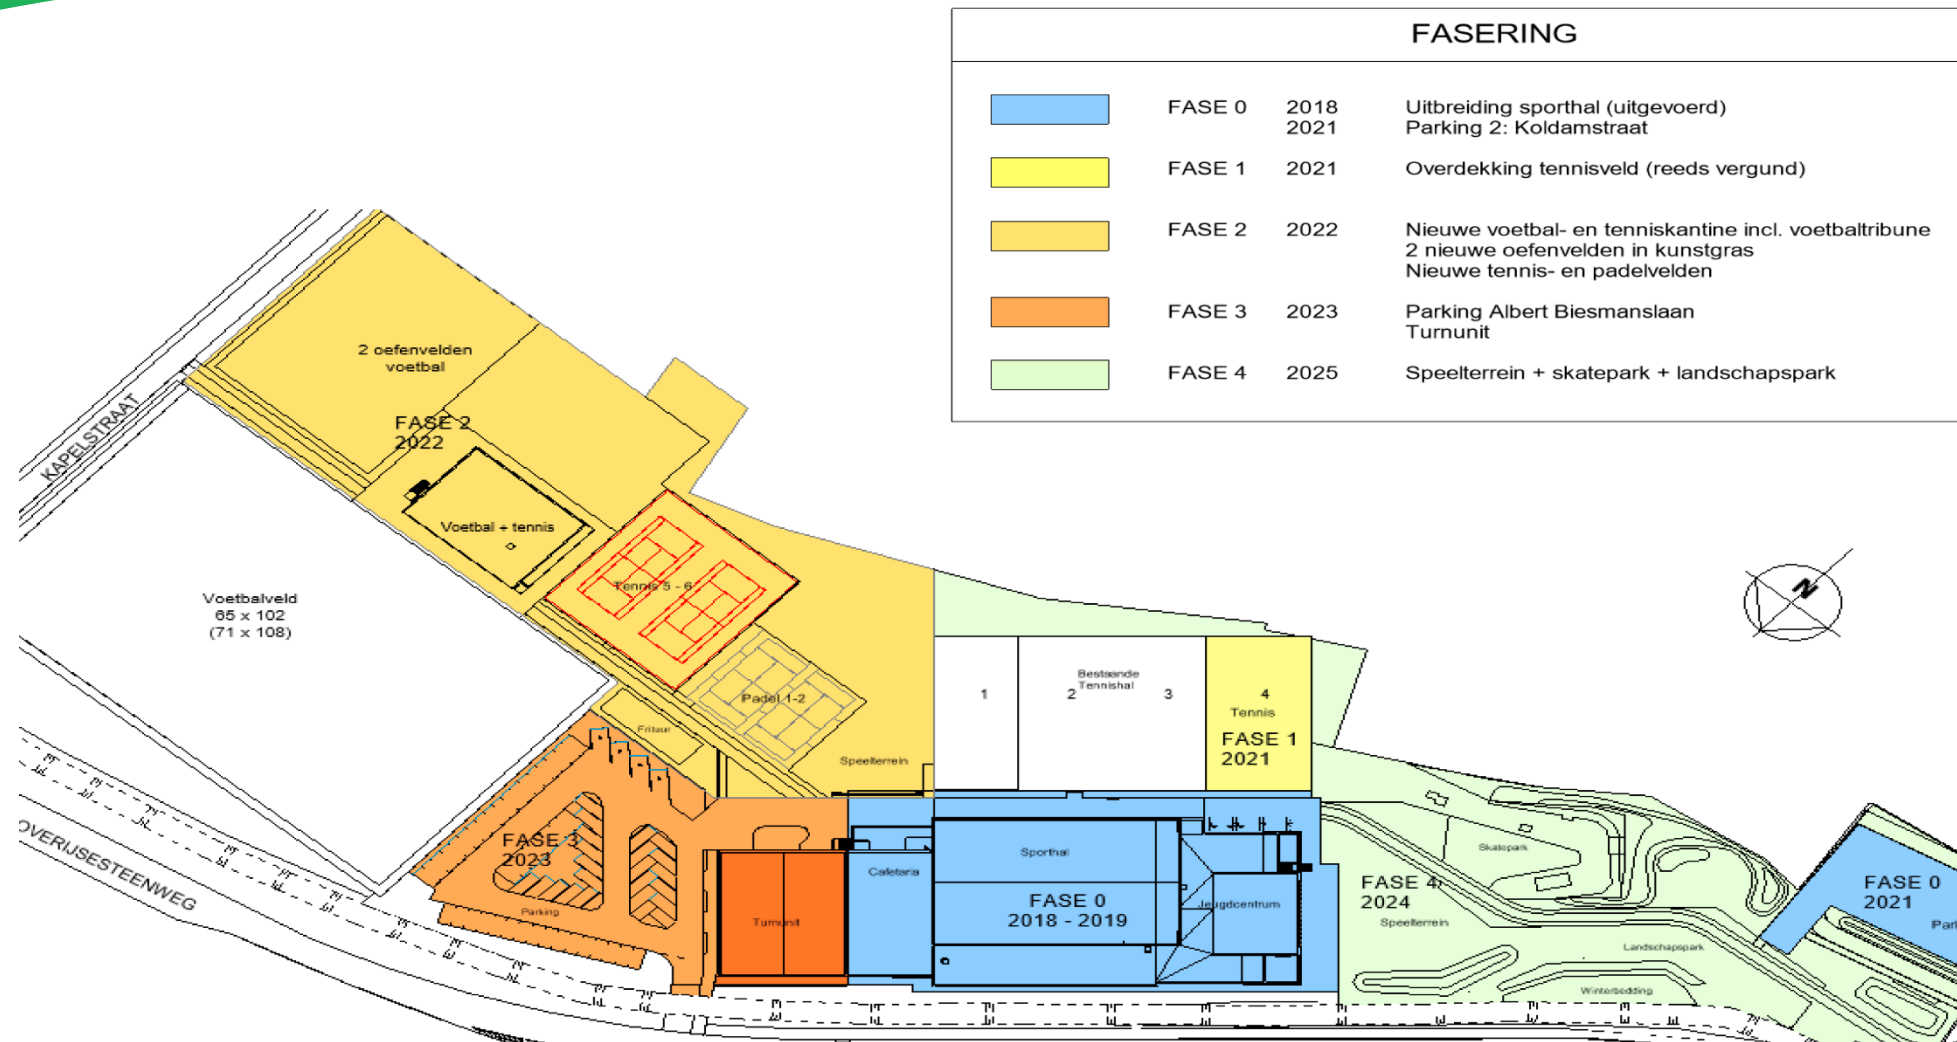 FASERING
FASE 0 2018 Uitbreiding sporthal (uitgevoerd)
2021 Parking 2: Koldamstraat
FASE 1 2021 Overdekking tennisveld (reeds vergund)
FASE 2 2022 Nieuwe voetbal- en tenniskantine incl. voetbaltribune
2 nieuwe oefenvelden in kunstgras
Nieuwe tennis- en padelvelden
FASE 3 2023 Parking Albert Biesmanslaan
Turnunit
FASE 4 2025 Speelterrein + skatepark + landschapspark
2 oefenvelden
voetbal
FASE 2
2022
KAPELSTRAAT
Voetbal + tennis
Voetbalveld
65 x 102
(71 x 108)
Tennis 5 - 6
Padel 1-2
Frituur
Speelterrein
1
2
Bestaande
Tennishal
3
4
Tennis
FASE 1
2021
N
OVERIJSESTEENWEG
FASE 3
2023
Parking
Turnunit
Cafetaria
Sporthal
FASE 0
2018 - 2019
Jeugdcentrum
FASE 4
2024
Speelterrein
Skatepark
Landschapspark
Winterbedding
FASE 0
2021
Par